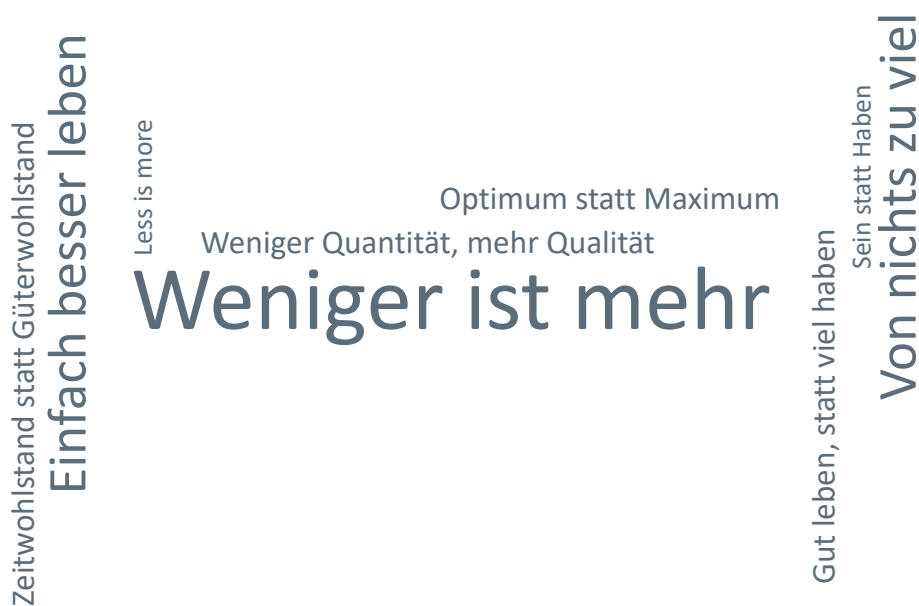 Zeitwohlstand statt Güterwohlstand
Einfach besser leben
Less is more
Optimum statt Maximum
Weniger Quantität, mehr Qualität
Weniger ist mehr
Gut leben, statt viel haben
Sein statt Haben
Von nichts zu viel